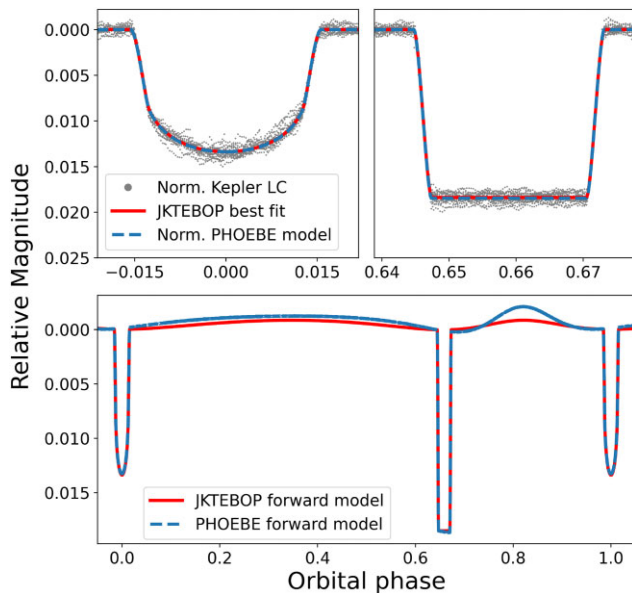 0.000
0.005
0.010
0.015
0.020
0.025
Norm. Kepler LC
JKTEBOP best fit
Norm. PHOEBE model
−0.015 0.000 0.015
0.64 0.65 0.66 0.67
Relative Magnitude
0.000
0.005
0.010
0.015
JKTEBOP forward model
PHOEBE forward model
0.0 0.2 0.4 0.6 0.8 1.0
Orbital phase